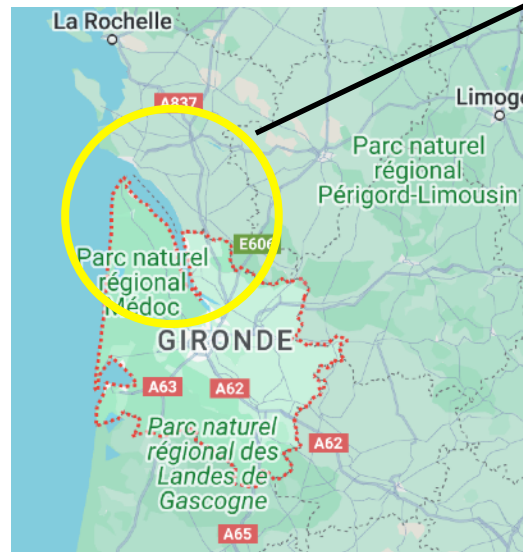 La Rochelle
A837
Limog
Parc naturel
régional
Périgord-Limousin
E606
Parc naturel
régional
Médoc
GIRONDE
A63
A62
Parc naturel
régional des
Landes de
Gascogne
A62
A65